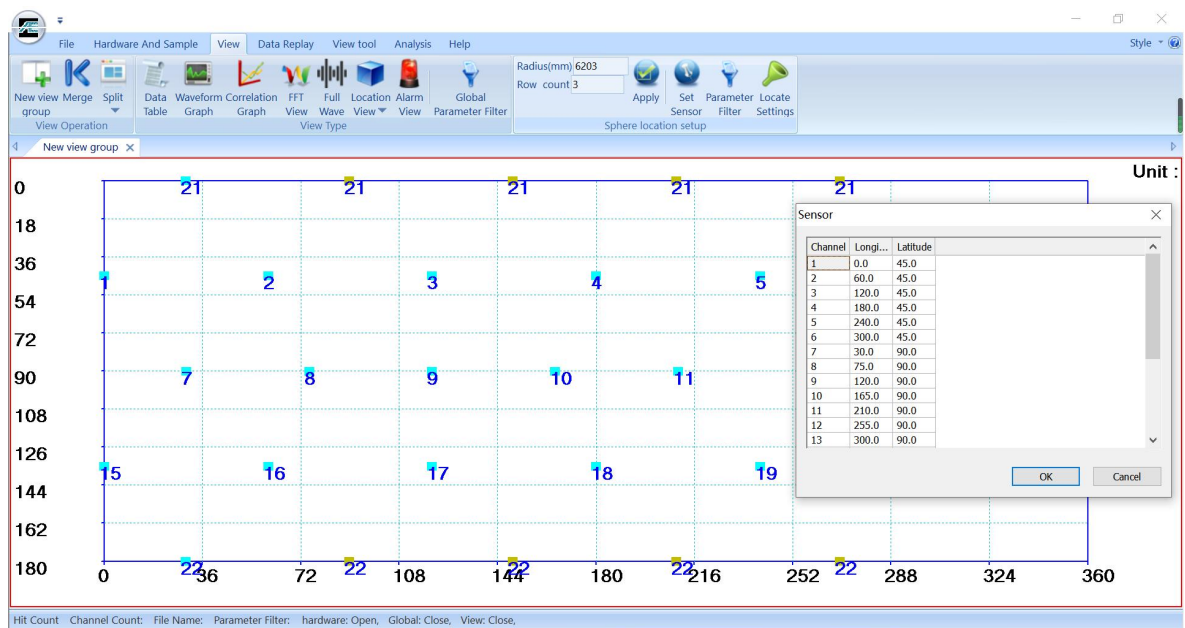 File Hardware And Sample View Data Replay View tool Analysis Help Style
New view group Merge Split Data Table Waveform Graph Correlation Graph FFT View Full Wave Location View Alarm View Global Parameter Filter
Radius(mm) 6203
Row count 3
Apply Set Sensor Parameter Filter Locate Settings
View Operation View Type Sphere location setup
New view group
Unit :
0 21 21 21 21 21
18
36
1 2 3 4 5
54
72
90 7 8 9 10 11
108
126
15 16 17 18 19
144
162
180 22 22 22 22 22
0 36 72 108 144 180 216 252 288 324 360
Sensor
Channel Longi... Latitude
1 0.0 45.0
2 60.0 45.0
3 120.0 45.0
4 180.0 45.0
5 240.0 45.0
6 300.0 45.0
7 30.0 90.0
8 75.0 90.0
9 120.0 90.0
10 165.0 90.0
11 210.0 90.0
12 255.0 90.0
13 300.0 90.0
OK Cancel
Hit Count Channel Count: File Name: Parameter Filter: hardware: Open, Global: Close, View: Close,